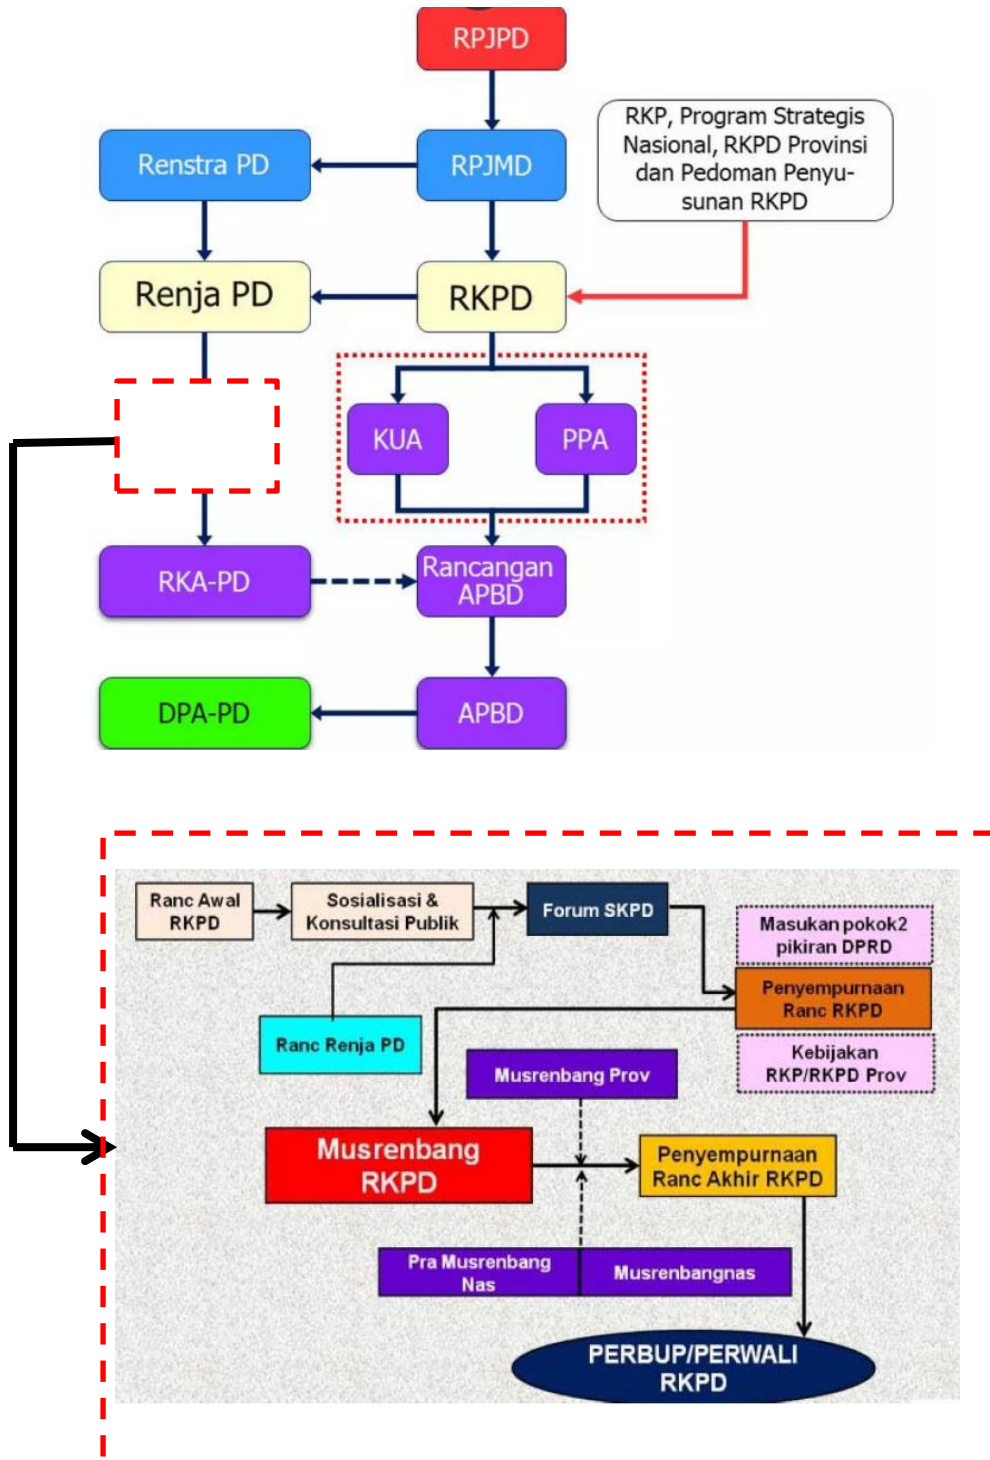 RPJPD
RKP, Program Strategis
Nasional, RKPD Provinsi
dan Pedoman Penyu-
sunan RKPD
Renstra PD
RPJMD
Renja PD
RKPD
KUA
PPA
RKA-PD
Rancangan
APBD
DPA-PD
APBD
Ranc Awal
RKPD
Sosialisasi &
Konsultasi Publik
Forum SKPD
Masukan pokok2
pikiran DPRD
Penyempurnaan
Ranc RKPD
Ranc Renja PD
Kebijakan
RKP/RKPD Prov
Musrenbang Prov
Musrenbang
RKPD
Penyempurnaan
Ranc Akhir RKPD
Pra Musrenbang
Nas
Musrenbangnas
PERBUP/PERWALI
RKPD